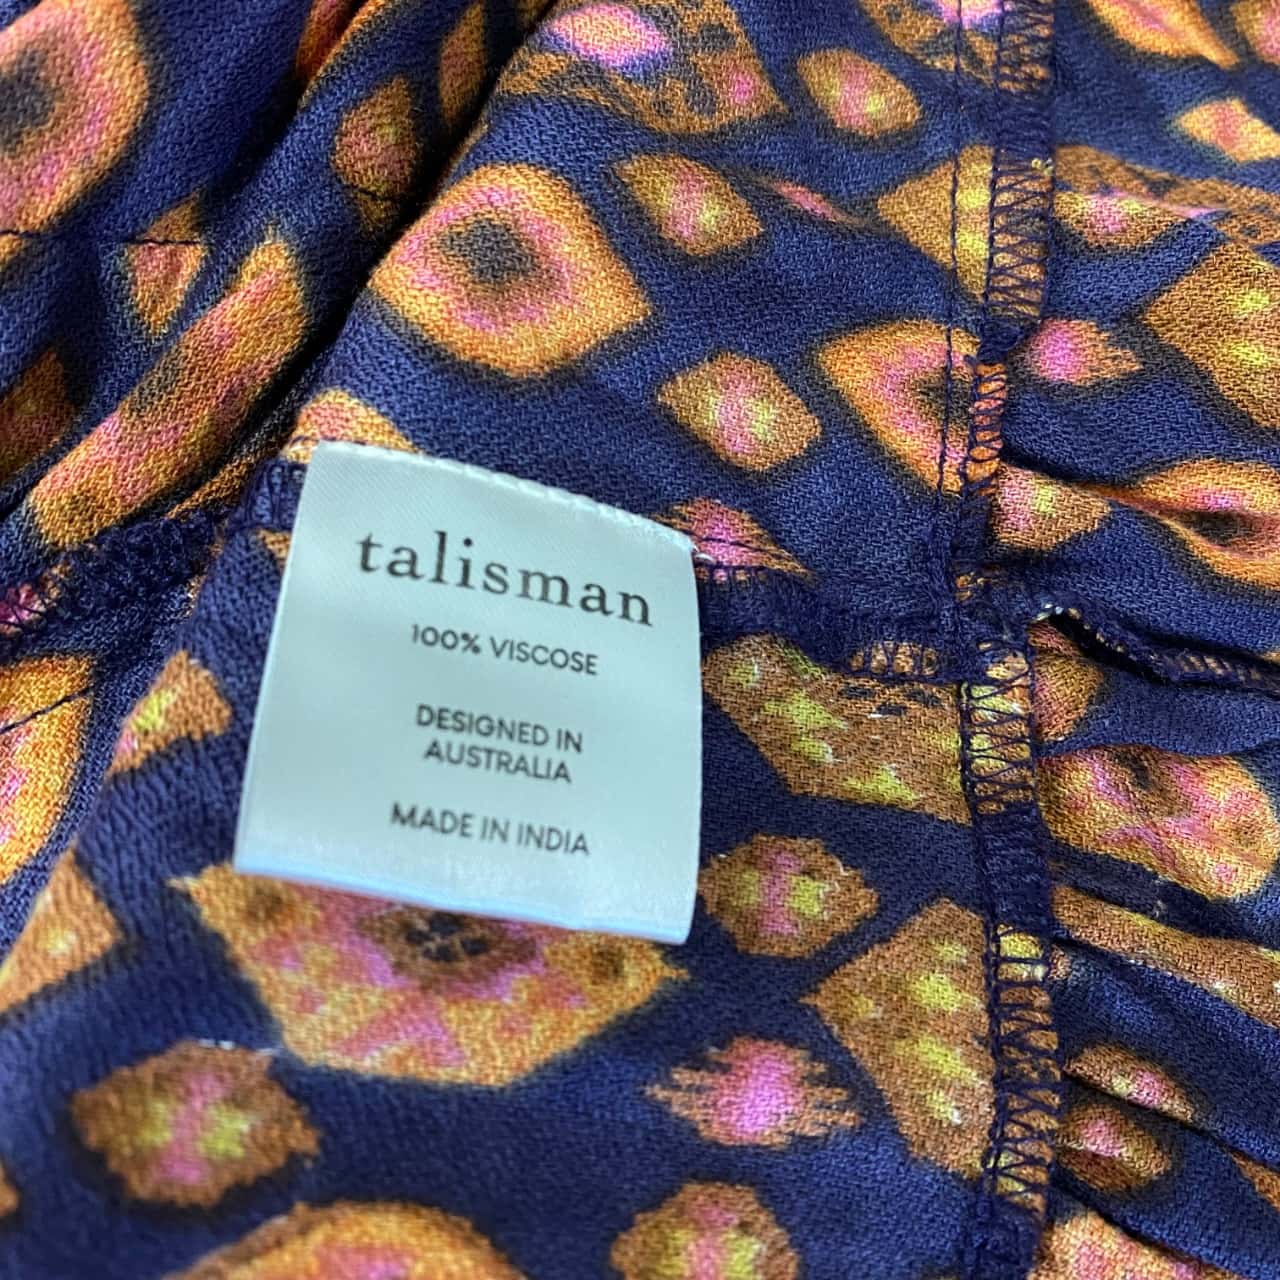 talisman
100% VISCOSE
DESIGNED IN
AUSTRALIA
MADE IN INDIA